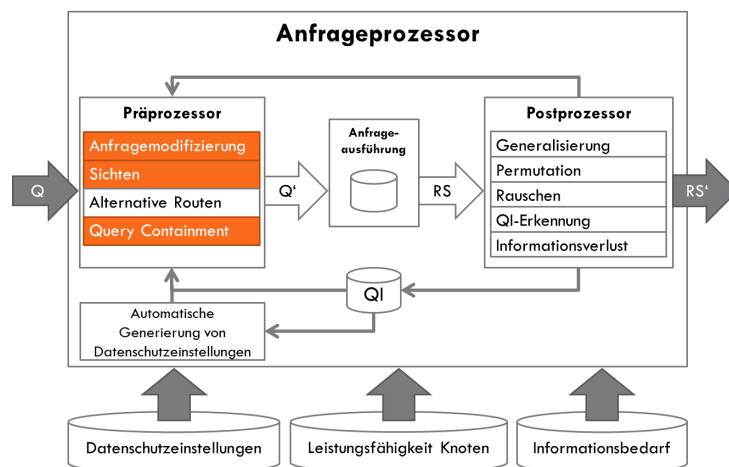 Anfrageprozessor
Präprozessor
Anfragemodifizierung
Sichten
Alternative Routen
Query Containment
Anfrage-
ausführung
Postprozessor
Generalisierung
Permutation
Rauschen
QI-Erkennung
Informationsverlust
Q
Q‘
RS
RS‘
QI
Automatische
Generierung von
Datenschutzeinstellungen
Datenschutzeinstellungen
Leistungsfähigkeit Knoten
Informationsbedarf